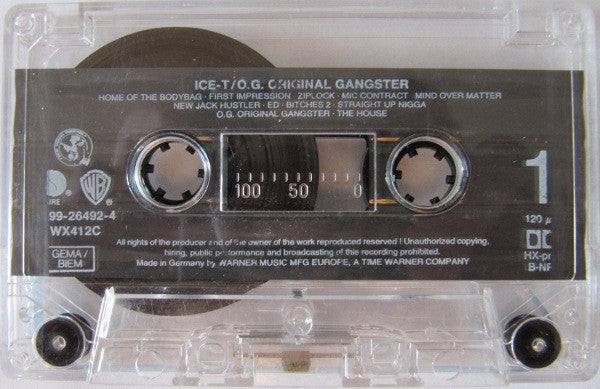 ICE-T/O.G. ORIGINAL GANGSTER
HOME OF THE BODYBAG · FIRST IMPRESSION · ZIPLOCK · MIC CONTRACT · MIND OVER MATTER
NEW JACK HUSTLER · ED · BITCHES 2 · STRAIGHT UP NIGGA
O.G. ORIGINAL GANGSTER · THE HOUSE
1
100 50 0
IRE
WB
99-26492-4
WX412C
120 µ
HX-pr
B-NF
GEMA/
BIEM
All rights of the producer and of the owner of the work reproduced reserved ! Unauthorized copying,
hiring, public performance and broadcasting of this recording prohibited.
Made in Germany by WARNER MUSIC MFG EUROPE, A TIME WARNER COMPANY